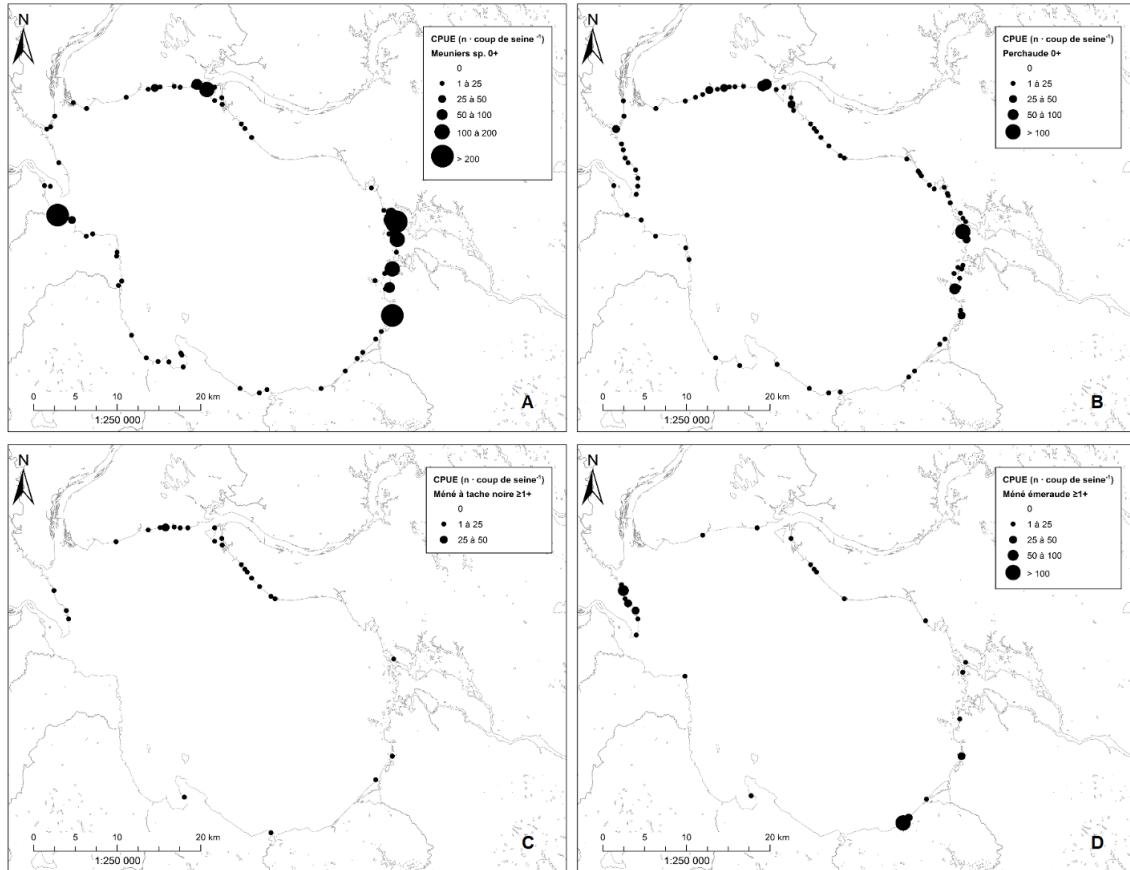 N
CPUE (n · coup de seine⁻¹)
Meuniers sp. 0+
0
1 à 25
25 à 50
50 à 100
100 à 200
> 200
0 5 10 20 km
1:250 000
A
N
CPUE (n · coup de seine⁻¹)
Perchaude 0+
0
1 à 25
25 à 50
50 à 100
> 100
0 5 10 20 km
1:250 000
B
N
CPUE (n · coup de seine⁻¹)
Méné à tache noire ≥1+
0
1 à 25
25 à 50
0 5 10 20 km
1:250 000
C
N
CPUE (n · coup de seine⁻¹)
Méné émeraude ≥1+
0
1 à 25
25 à 50
50 à 100
> 100
0 5 10 20 km
1:250 000
D